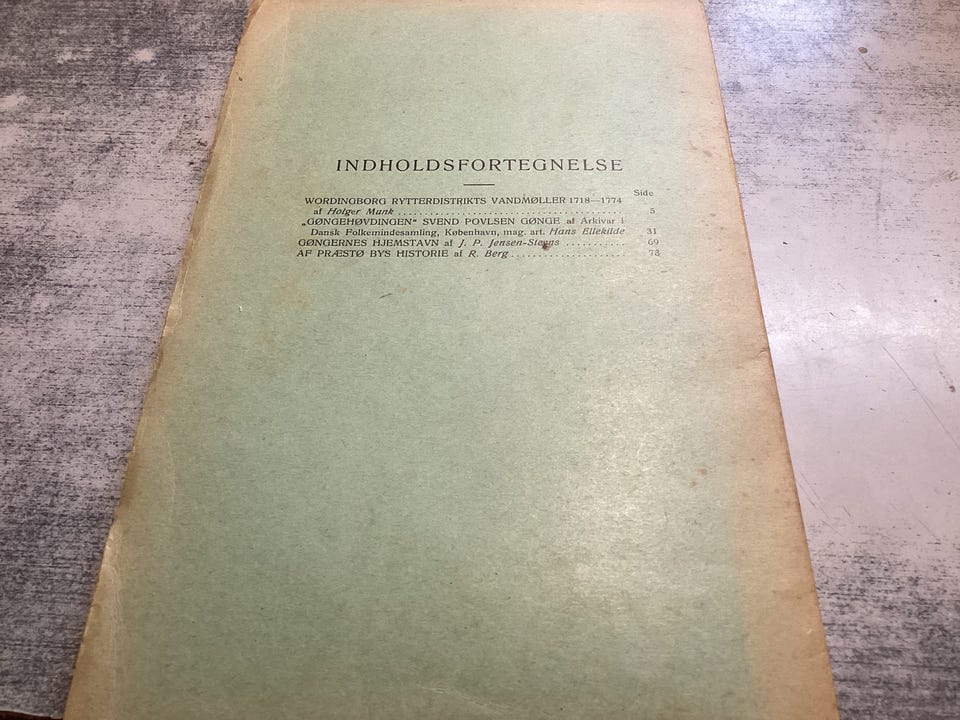 INDHOLDSFORTEGNELSE
Side
WORDINGBORG RYTTERDISTRIKTS VANDMØLLER 1718—1774
af Holger Munk . . . . . . . . . . . . . . . . . . . . 5
„GØNGEHØVDINGEN“ SVEND POVLSEN GØNGE af Arkivar i
Dansk Folkemindesamling, København, mag. art. Hans Ellekilde 31
GØNGERNES HJEMSTAVN af J. P. Jensen-Stevns . . . . . . . . . . 69
AF PRÆSTØ BYS HISTORIE af R. Berg . . . . . . . . . . . . . . . . . . . . 73